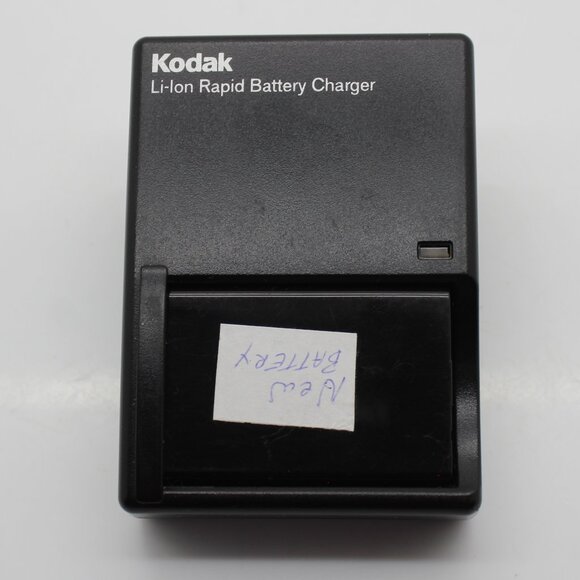 Kodak
Li-Ion Rapid Battery Charger
New
BATTERY